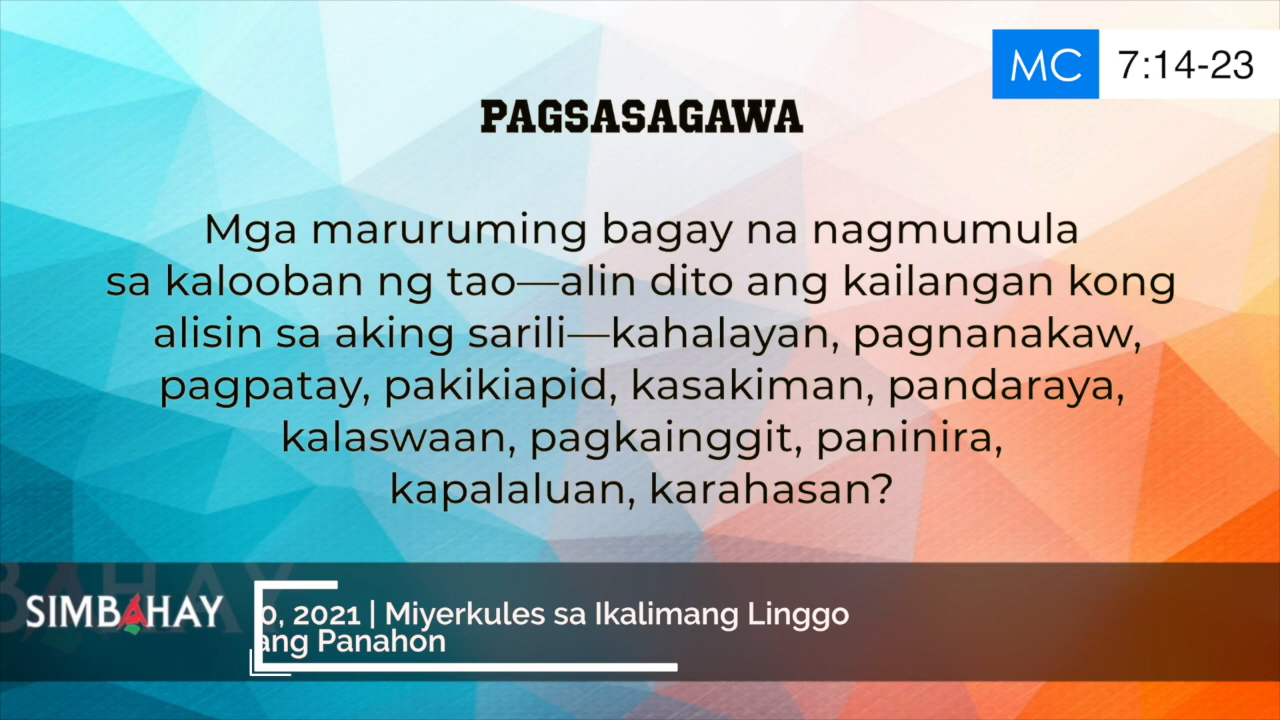 MC 7:14-23
PAGSASAGAWA
Mga maruruming bagay na nagmumula
sa kalooban ng tao—alin dito ang kailangan kong
alisin sa aking sarili—kahalayan, pagnanakaw,
pagpatay, pakikiapid, kasakiman, pandaraya,
kalaswaan, pagkainggit, paninira,
kapalaluan, karahasan?
SIMBAHAY
0, 2021 | Miyerkules sa Ikalimang Linggo
ang Panahon